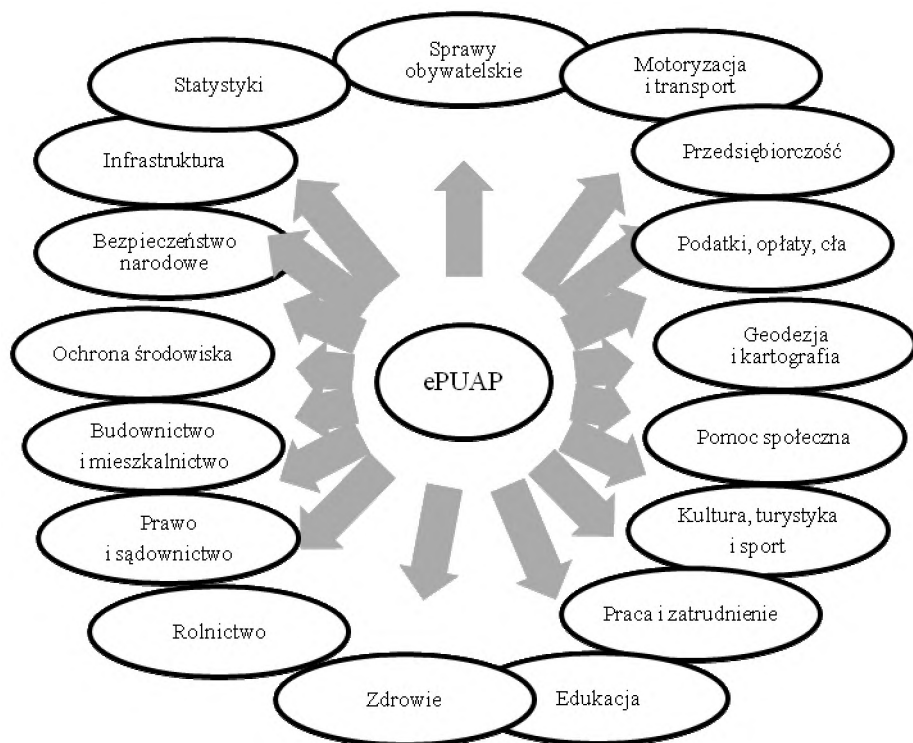 Sprawy
obywatelskie
Statystyki
Motoryzacja
i transport
Infrastruktura
Przedsiębiorczość
Bezpieczeństwo
narodowe
Podatki, opłaty, cła
Ochrona środowiska
Geodezja
i kartografia
ePUAP
Budownictwo
i mieszkalnictwo
Pomoc społeczna
Prawo
i sądownictwo
Kultura, turystyka
i sport
Rolnictwo
Praca i zatrudnienie
Zdrowie
Edukacja